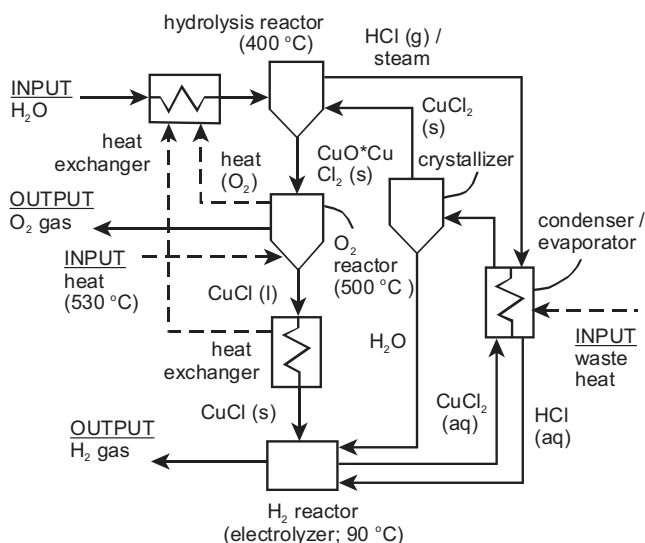 hydrolysis reactor
(400 °C)
HCl (g) /
steam
INPUT
H₂O
CuCl₂
(s)
heat
exchanger
heat
(O₂)
CuO*Cu
Cl₂ (s)
crystallizer
OUTPUT
O₂ gas
condenser /
evaporator
INPUT
heat
(530 °C)
O₂
reactor
(500 °C )
CuCl (l)
heat
exchanger
H₂O
INPUT
waste
heat
CuCl (s)
CuCl₂
(aq)
HCl
(aq)
OUTPUT
H₂ gas
H₂ reactor
(electrolyzer; 90 °C)